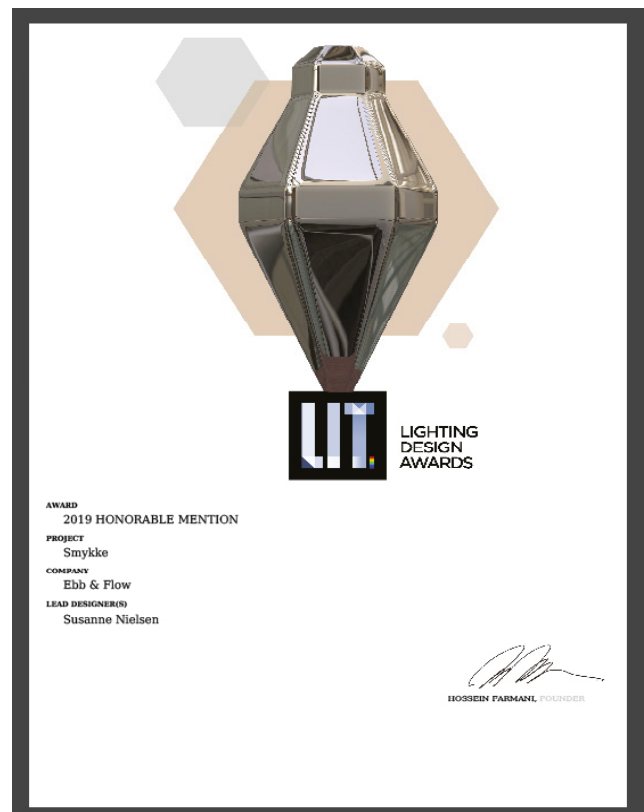 LIT.
LIGHTING
DESIGN
AWARDS
AWARD
2019 HONORABLE MENTION
PROJECT
Smykke
COMPANY
Ebb & Flow
LEAD DESIGNER(S)
Susanne Nielsen
HOSSEIN FARMANI, FOUNDER